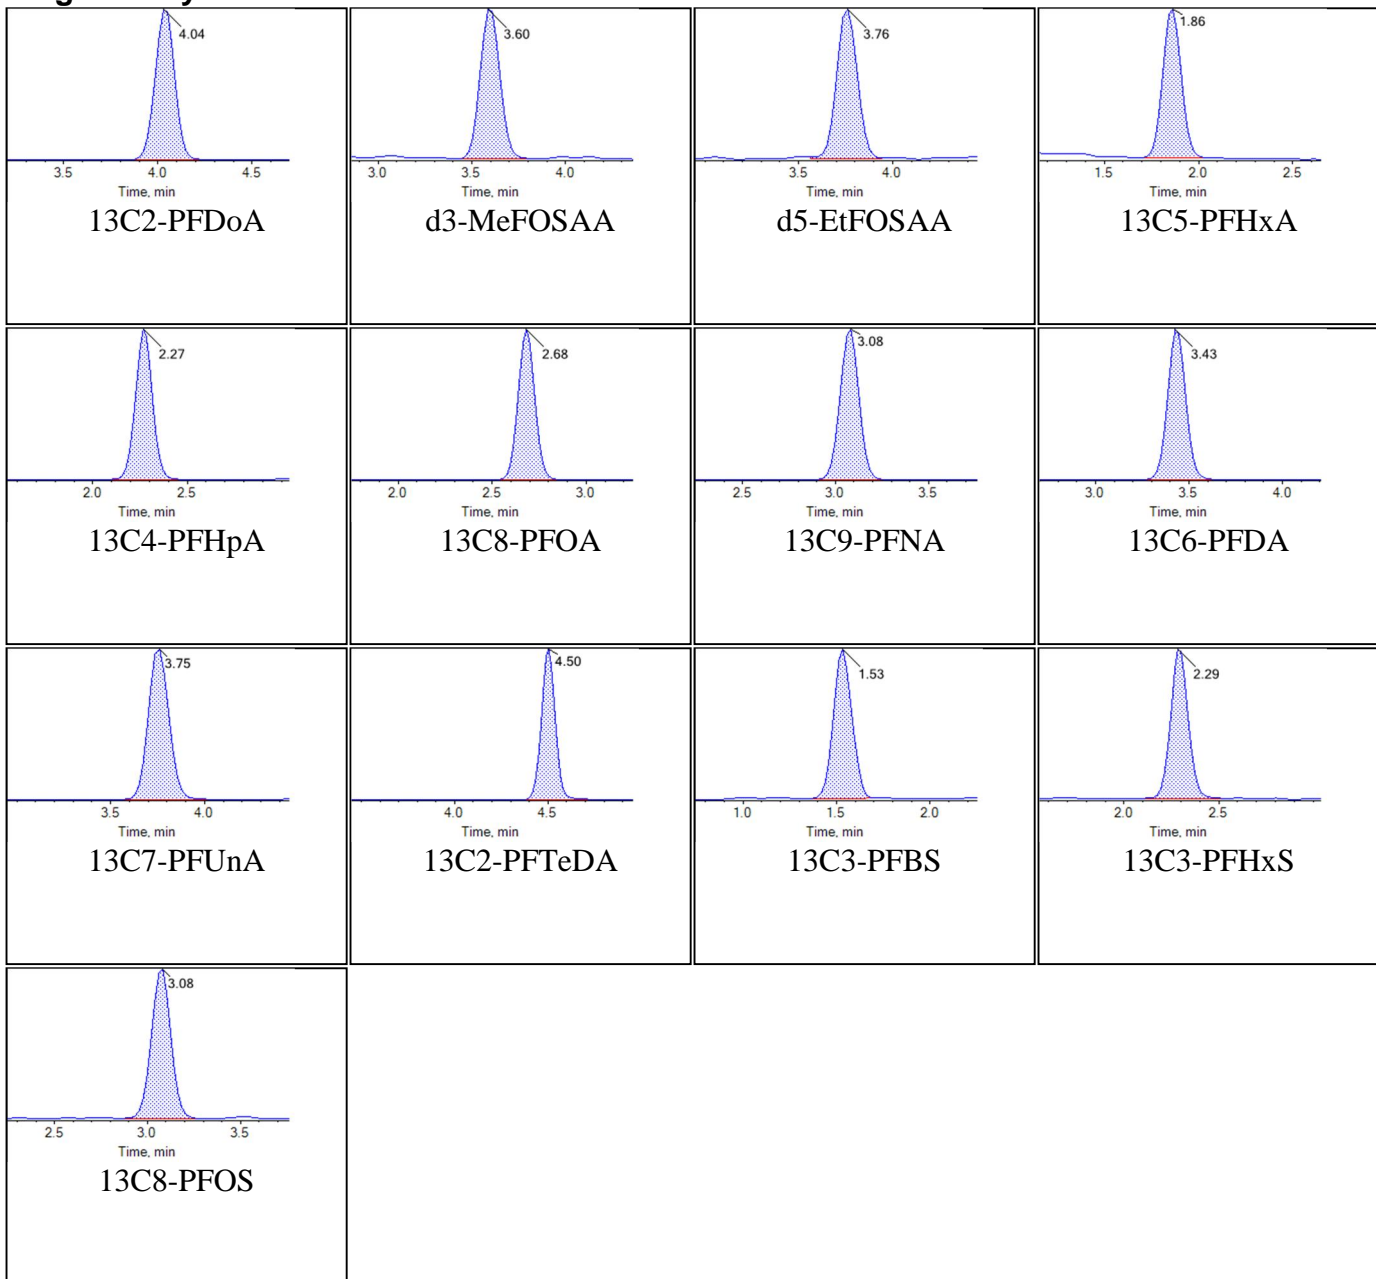 4.04
3.5 4.0 4.5
Time, min
13C2-PFDoA
3.60
3.0 3.5 4.0
Time, min
d3-MeFOSAA
3.76
3.5 4.0
Time, min
d5-EtFOSAA
1.86
1.5 2.0 2.5
Time, min
13C5-PFHxA
2.27
2.0 2.5
Time, min
13C4-PFHpA
2.68
2.0 2.5 3.0
Time, min
13C8-PFOA
3.08
2.5 3.0 3.5
Time, min
13C9-PFNA
3.43
3.0 3.5 4.0
Time, min
13C6-PFDA
3.75
3.5 4.0
Time, min
13C7-PFUnA
4.50
4.0 4.5
Time, min
13C2-PFTeDA
1.53
1.0 1.5 2.0
Time, min
13C3-PFBS
2.29
2.0 2.5
Time, min
13C3-PFHxS
3.08
2.5 3.0 3.5
Time, min
13C8-PFOS